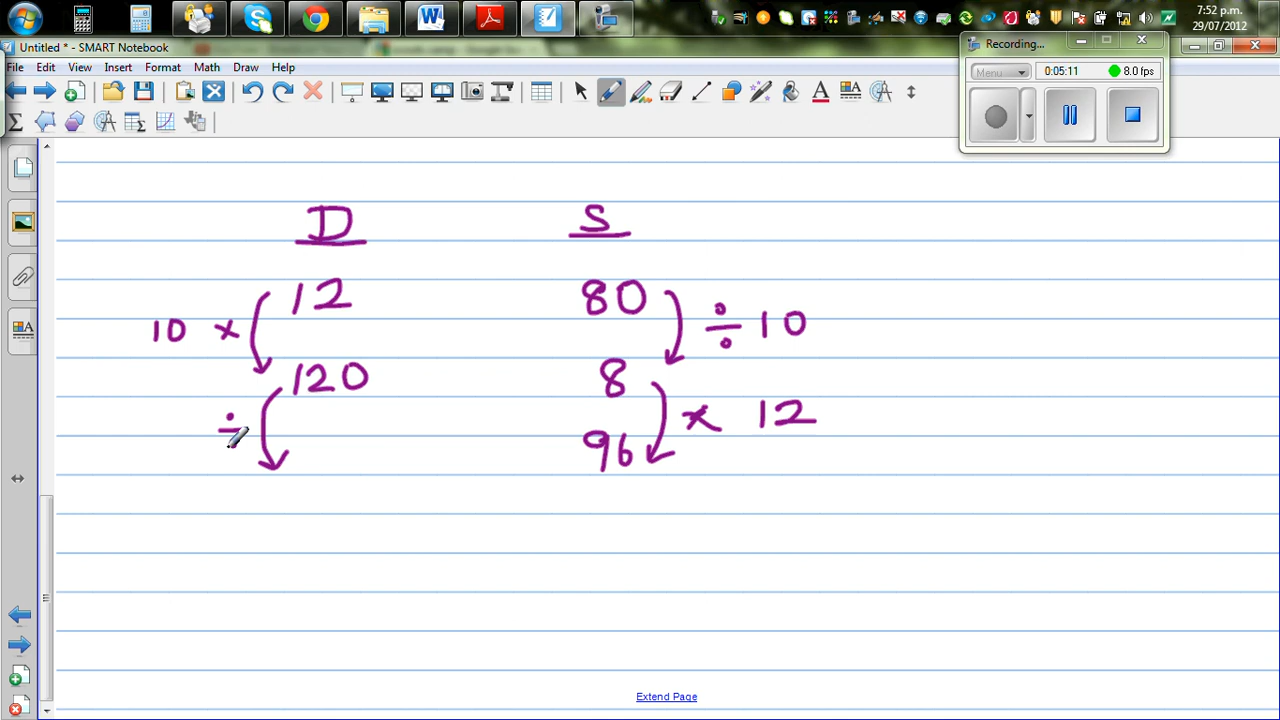 7:52 p.m.
29/07/2012
Untitled * - SMART Notebook
Recording...
File Edit View Insert Format Math Draw Help
Menu
0:05:11
8.0 fps
D S
12 80
10 × ÷ 10
120 8
÷ × 12
96
Extend Page